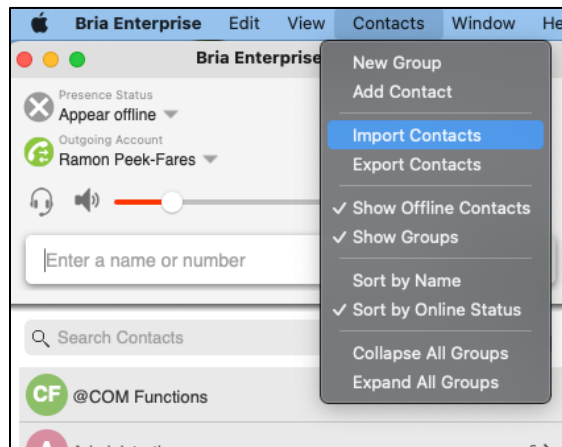 Bria Enterprise Edit View Contacts Window He
Bria Enterprise
Presence Status
Appear offline
Outgoing Account
Ramon Peek-Fares
Enter a name or number
Search Contacts
CF @COM Functions
New Group
Add Contact
Import Contacts
Export Contacts
Show Offline Contacts
Show Groups
Sort by Name
Sort by Online Status
Collapse All Groups
Expand All Groups